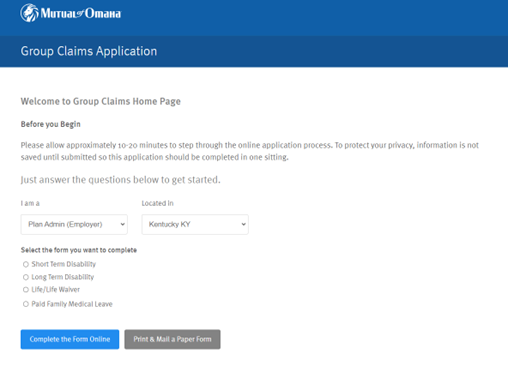 Mutual of Omaha
Group Claims Application
Welcome to Group Claims Home Page
Before you Begin
Please allow approximately 10-20 minutes to step through the online application process. To protect your privacy, information is not
saved until submitted so this application should be completed in one sitting.
Just answer the questions below to get started.
I am a Located in
Plan Admin (Employer) Kentucky KY
Select the form you want to complete
Short Term Disability
Long Term Disability
Life/Life Waiver
Paid Family Medical Leave
Complete the Form Online Print & Mail a Paper Form